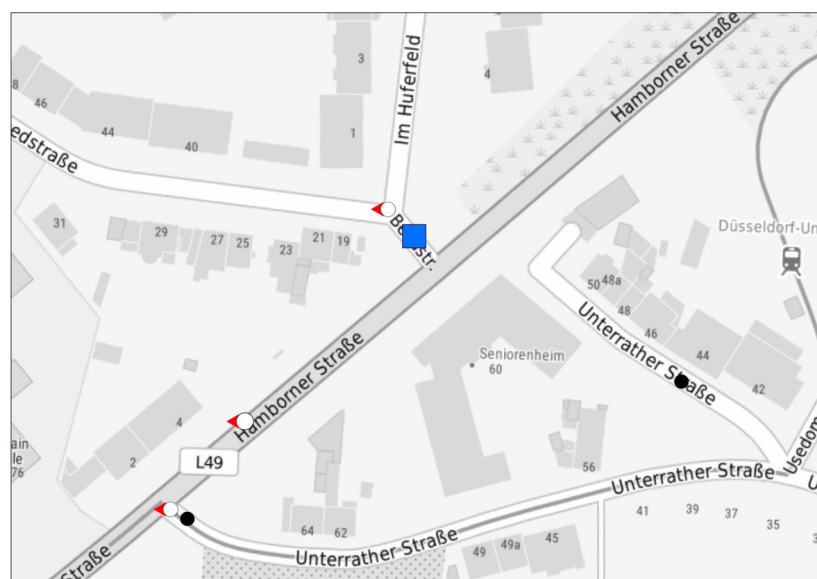 3
Im Huferfeld
4
Hamborner Straße
8
46
44
40
1
edstraße
31
29
27
25
23
21
19
Düsseldorf-Un
50
48a
48
46
44
42
Unterrather Straße
Seniorenheim
60
Hamborner Straße
4
2
L49
56
Usedom
Unterrather Straße
U
41
39
37
35
64
62
Unterrather Straße
49
49a
45
Straße
ain
le
76